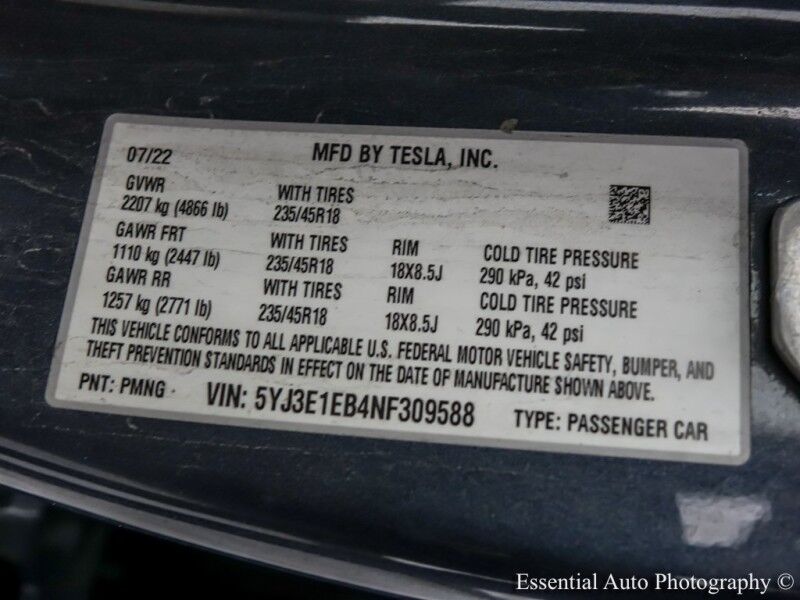 07/22 MFD BY TESLA, INC.
GVWR WITH TIRES
2207 kg (4866 lb) 235/45R18
GAWR FRT WITH TIRES RIM COLD TIRE PRESSURE
1110 kg (2447 lb) 235/45R18 18X8.5J 290 kPa, 42 psi
GAWR RR WITH TIRES RIM COLD TIRE PRESSURE
1257 kg (2771 lb) 235/45R18 18X8.5J 290 kPa, 42 psi
THIS VEHICLE CONFORMS TO ALL APPLICABLE U.S. FEDERAL MOTOR VEHICLE SAFETY, BUMPER, AND
THEFT PREVENTION STANDARDS IN EFFECT ON THE DATE OF MANUFACTURE SHOWN ABOVE.
PNT: PMNG VIN: 5YJ3E1EB4NF309588 TYPE: PASSENGER CAR
Essential Auto Photography ©